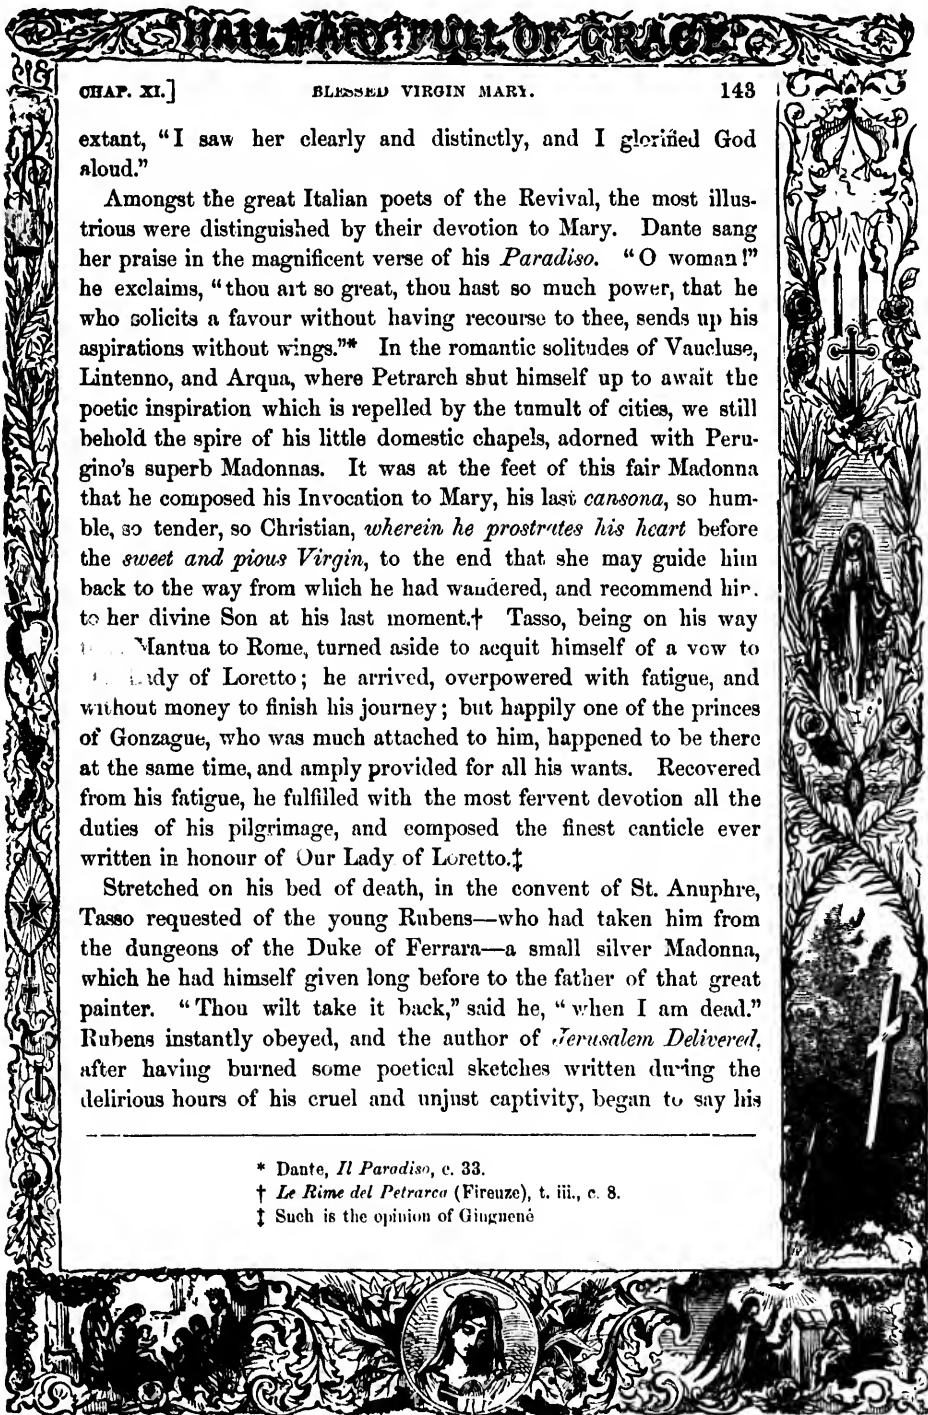 HAIL MARY FULL OF GRACE
CHAP. XI.] BLESSED VIRGIN MARY. 143
extant, "I saw her clearly and distinctly, and I glorified God
aloud."
Amongst the great Italian poets of the Revival, the most illus-
trious were distinguished by their devotion to Mary. Dante sang
her praise in the magnificent verse of his Paradiso. "O woman!"
he exclaims, "thou art so great, thou hast so much power, that he
who solicits a favour without having recourse to thee, sends up his
aspirations without wings."* In the romantic solitudes of Vaucluse,
Lintenno, and Arqua, where Petrarch shut himself up to await the
poetic inspiration which is repelled by the tumult of cities, we still
behold the spire of his little domestic chapels, adorned with Peru-
gino's superb Madonnas. It was at the feet of this fair Madonna
that he composed his Invocation to Mary, his last cansona, so hum-
ble, so tender, so Christian, wherein he prostrates his heart before
the sweet and pious Virgin, to the end that she may guide him
back to the way from which he had wandered, and recommend him
to her divine Son at his last moment.† Tasso, being on his way
Mantua to Rome, turned aside to acquit himself of a vow to
Lady of Loretto; he arrived, overpowered with fatigue, and
without money to finish his journey; but happily one of the princes
of Gonzague, who was much attached to him, happened to be there
at the same time, and amply provided for all his wants. Recovered
from his fatigue, he fulfilled with the most fervent devotion all the
duties of his pilgrimage, and composed the finest canticle ever
written in honour of Our Lady of Loretto.‡
Stretched on his bed of death, in the convent of St. Anuphre,
Tasso requested of the young Rubens—who had taken him from
the dungeons of the Duke of Ferrara—a small silver Madonna,
which he had himself given long before to the father of that great
painter. "Thou wilt take it back," said he, "when I am dead."
Rubens instantly obeyed, and the author of Jerusalem Delivered,
after having burned some poetical sketches written during the
delirious hours of his cruel and unjust captivity, began to say his
* Dante, Il Paradiso, c. 33.
† Le Rime del Petrarca (Firenze), t. iii., c. 8.
‡ Such is the opinion of Ginguené